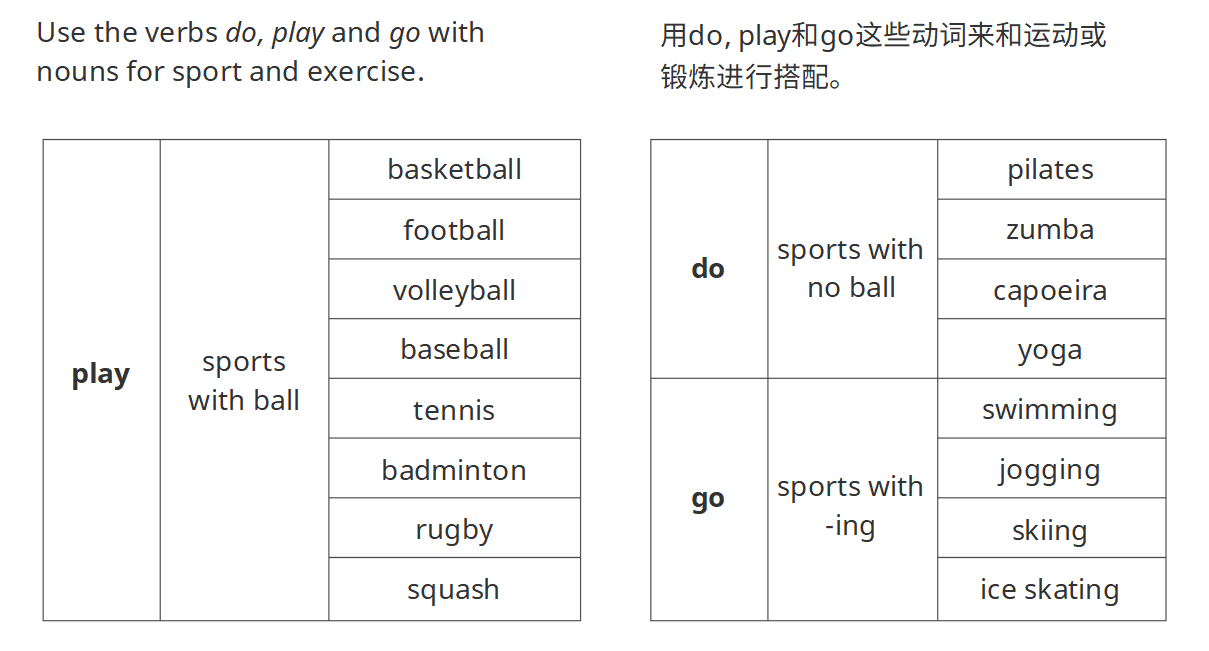 Use the verbs do, play and go with
nouns for sport and exercise.
用do, play和go这些动词来和运动或
锻炼进行搭配。
play
sports
with ball
basketball
football
volleyball
baseball
tennis
badminton
rugby
squash
do
sports with
no ball
pilates
zumba
capoeira
yoga
go
sports with
-ing
swimming
jogging
skiing
ice skating